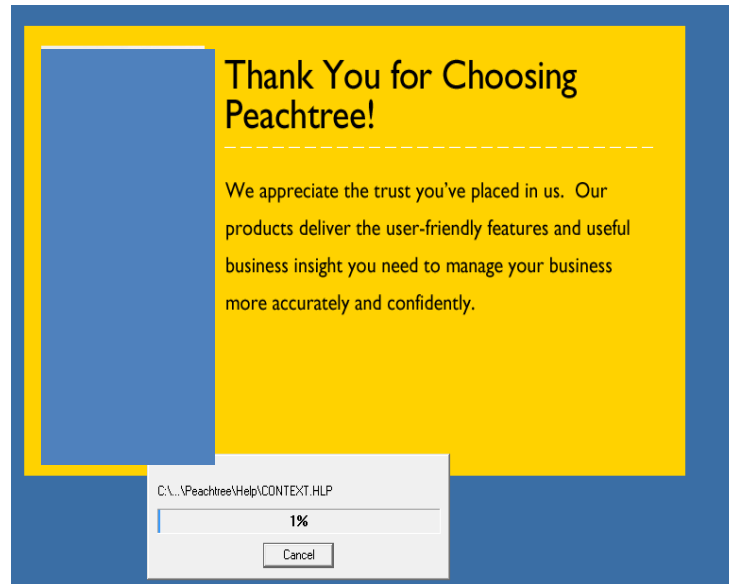 Thank You for Choosing
Peachtree!
We appreciate the trust you've placed in us.  Our
products deliver the user-friendly features and useful
business insight you need to manage your business
more accurately and confidently.
C:\...\Peachtree\Help\CONTEXT.HLP
1%
Cancel